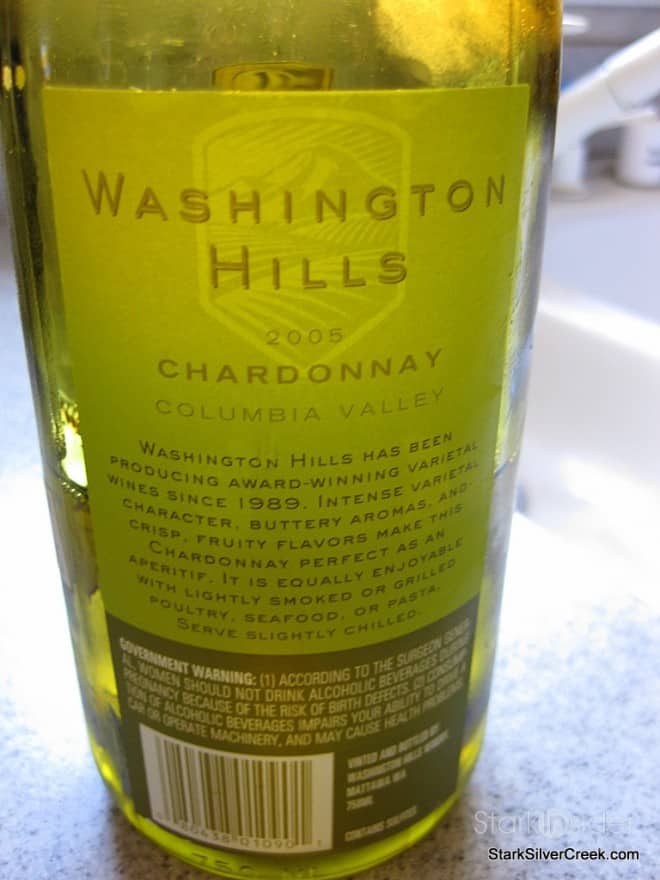 WASHINGTON
HILLS
2005
CHARDONNAY
COLUMBIA VALLEY
WASHINGTON HILLS HAS BEEN
PRODUCING AWARD-WINNING VARIETAL
WINES SINCE 1989. INTENSE VARIETAL
CHARACTER, BUTTERY AROMAS, AND
CRISP, FRUITY FLAVORS MAKE THIS
CHARDONNAY PERFECT AS AN
APERITIF. IT IS EQUALLY ENJOYABLE
WITH LIGHTLY SMOKED OR GRILLED
POULTRY, SEAFOOD, OR PASTA.
SERVE SLIGHTLY CHILLED.
GOVERNMENT WARNING: (1) ACCORDING TO THE SURGEON GENER-
AL, WOMEN SHOULD NOT DRINK ALCOHOLIC BEVERAGES DURING
PREGNANCY BECAUSE OF THE RISK OF BIRTH DEFECTS. (2) CONSUMP-
TION OF ALCOHOLIC BEVERAGES IMPAIRS YOUR ABILITY TO DRIVE A
CAR OR OPERATE MACHINERY, AND MAY CAUSE HEALTH PROBLEMS.
VINTED AND BOTTLED BY
WASHINGTON HILLS WINERY
MATTAWA WA
750ML
CONTAINS SULFITES
80438 01090
StarkInsider
StarkSilverCreek.com